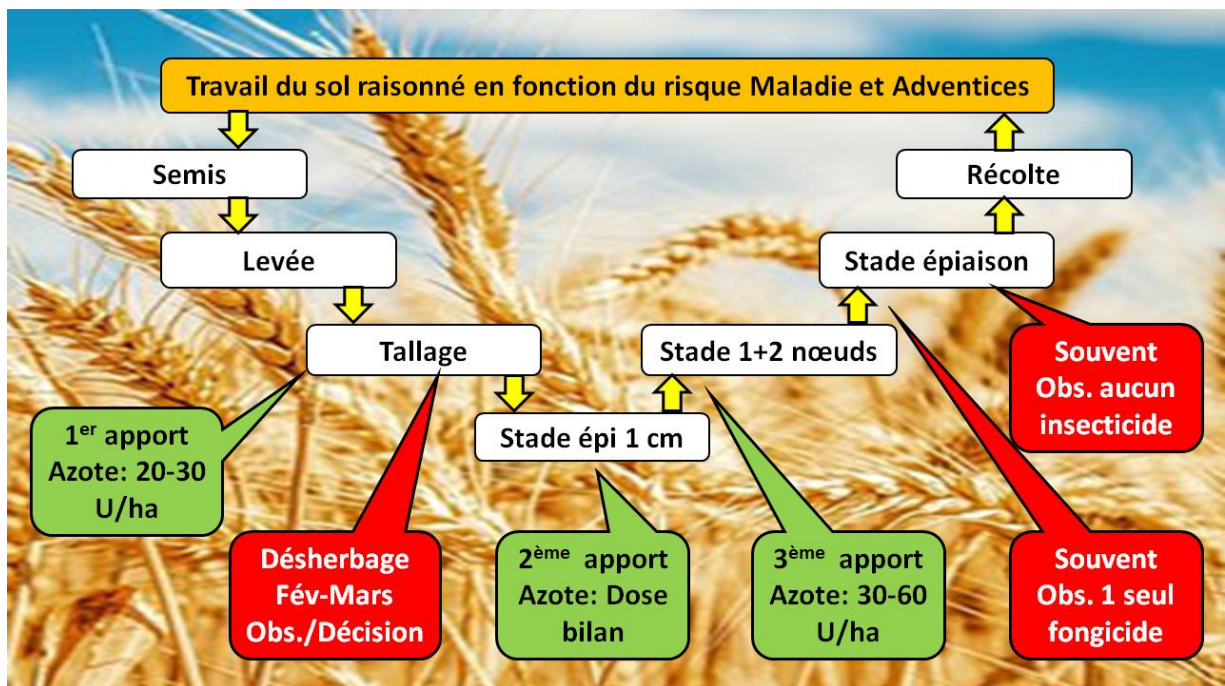 Travail du sol raisonné en fonction du risque Maladie et Adventices
Semis
Récolte
Levée
Stade épiaison
Tallage
Stade 1+2 nœuds
Stade épi 1 cm
Souvent
Obs. aucun
insecticide
1er apport
Azote: 20-30
U/ha
Désherbage
Fév-Mars
Obs./Décision
2ème apport
Azote: Dose
bilan
3ème apport
Azote: 30-60
U/ha
Souvent
Obs. 1 seul
fongicide